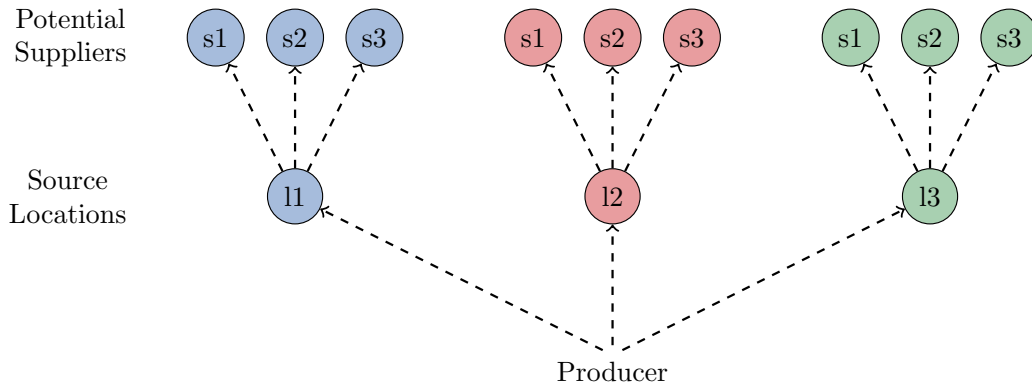 Potential
Suppliers
s1 s2 s3 s1 s2 s3 s1 s2 s3
Source
Locations
l1 l2 l3
Producer